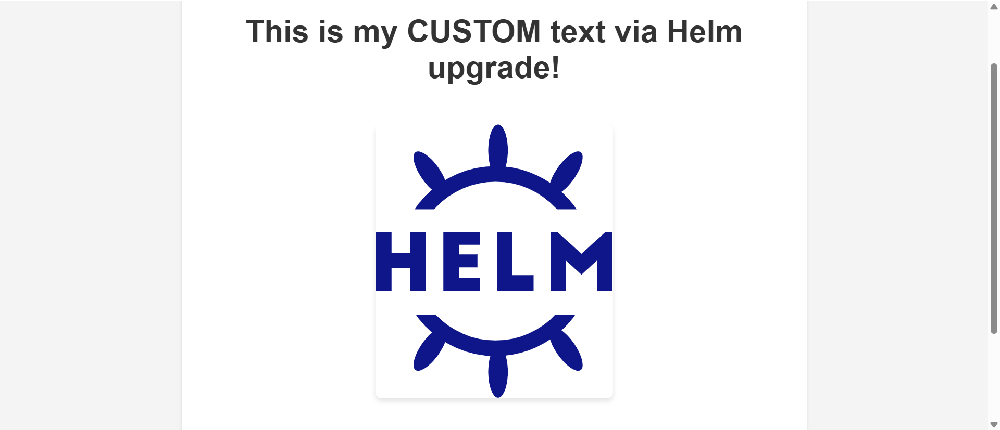 This is my CUSTOM text via Helm
upgrade!
HELM